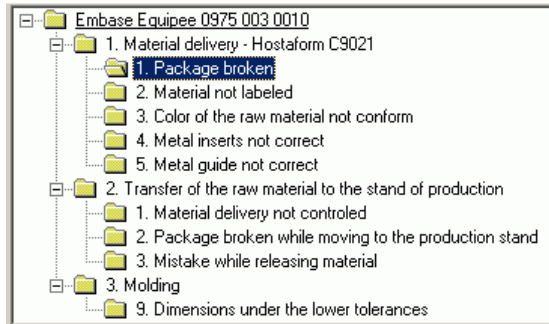 Embase Equipee 0975 003 0010
1. Material delivery - Hostaform C9021
1. Package broken
2. Material not labeled
3. Color of the raw material not conform
4. Metal inserts not correct
5. Metal guide not correct
2. Transfer of the raw material to the stand of production
1. Material delivery not controled
2. Package broken while moving to the production stand
3. Mistake while releasing material
3. Molding
9. Dimensions under the lower tolerances